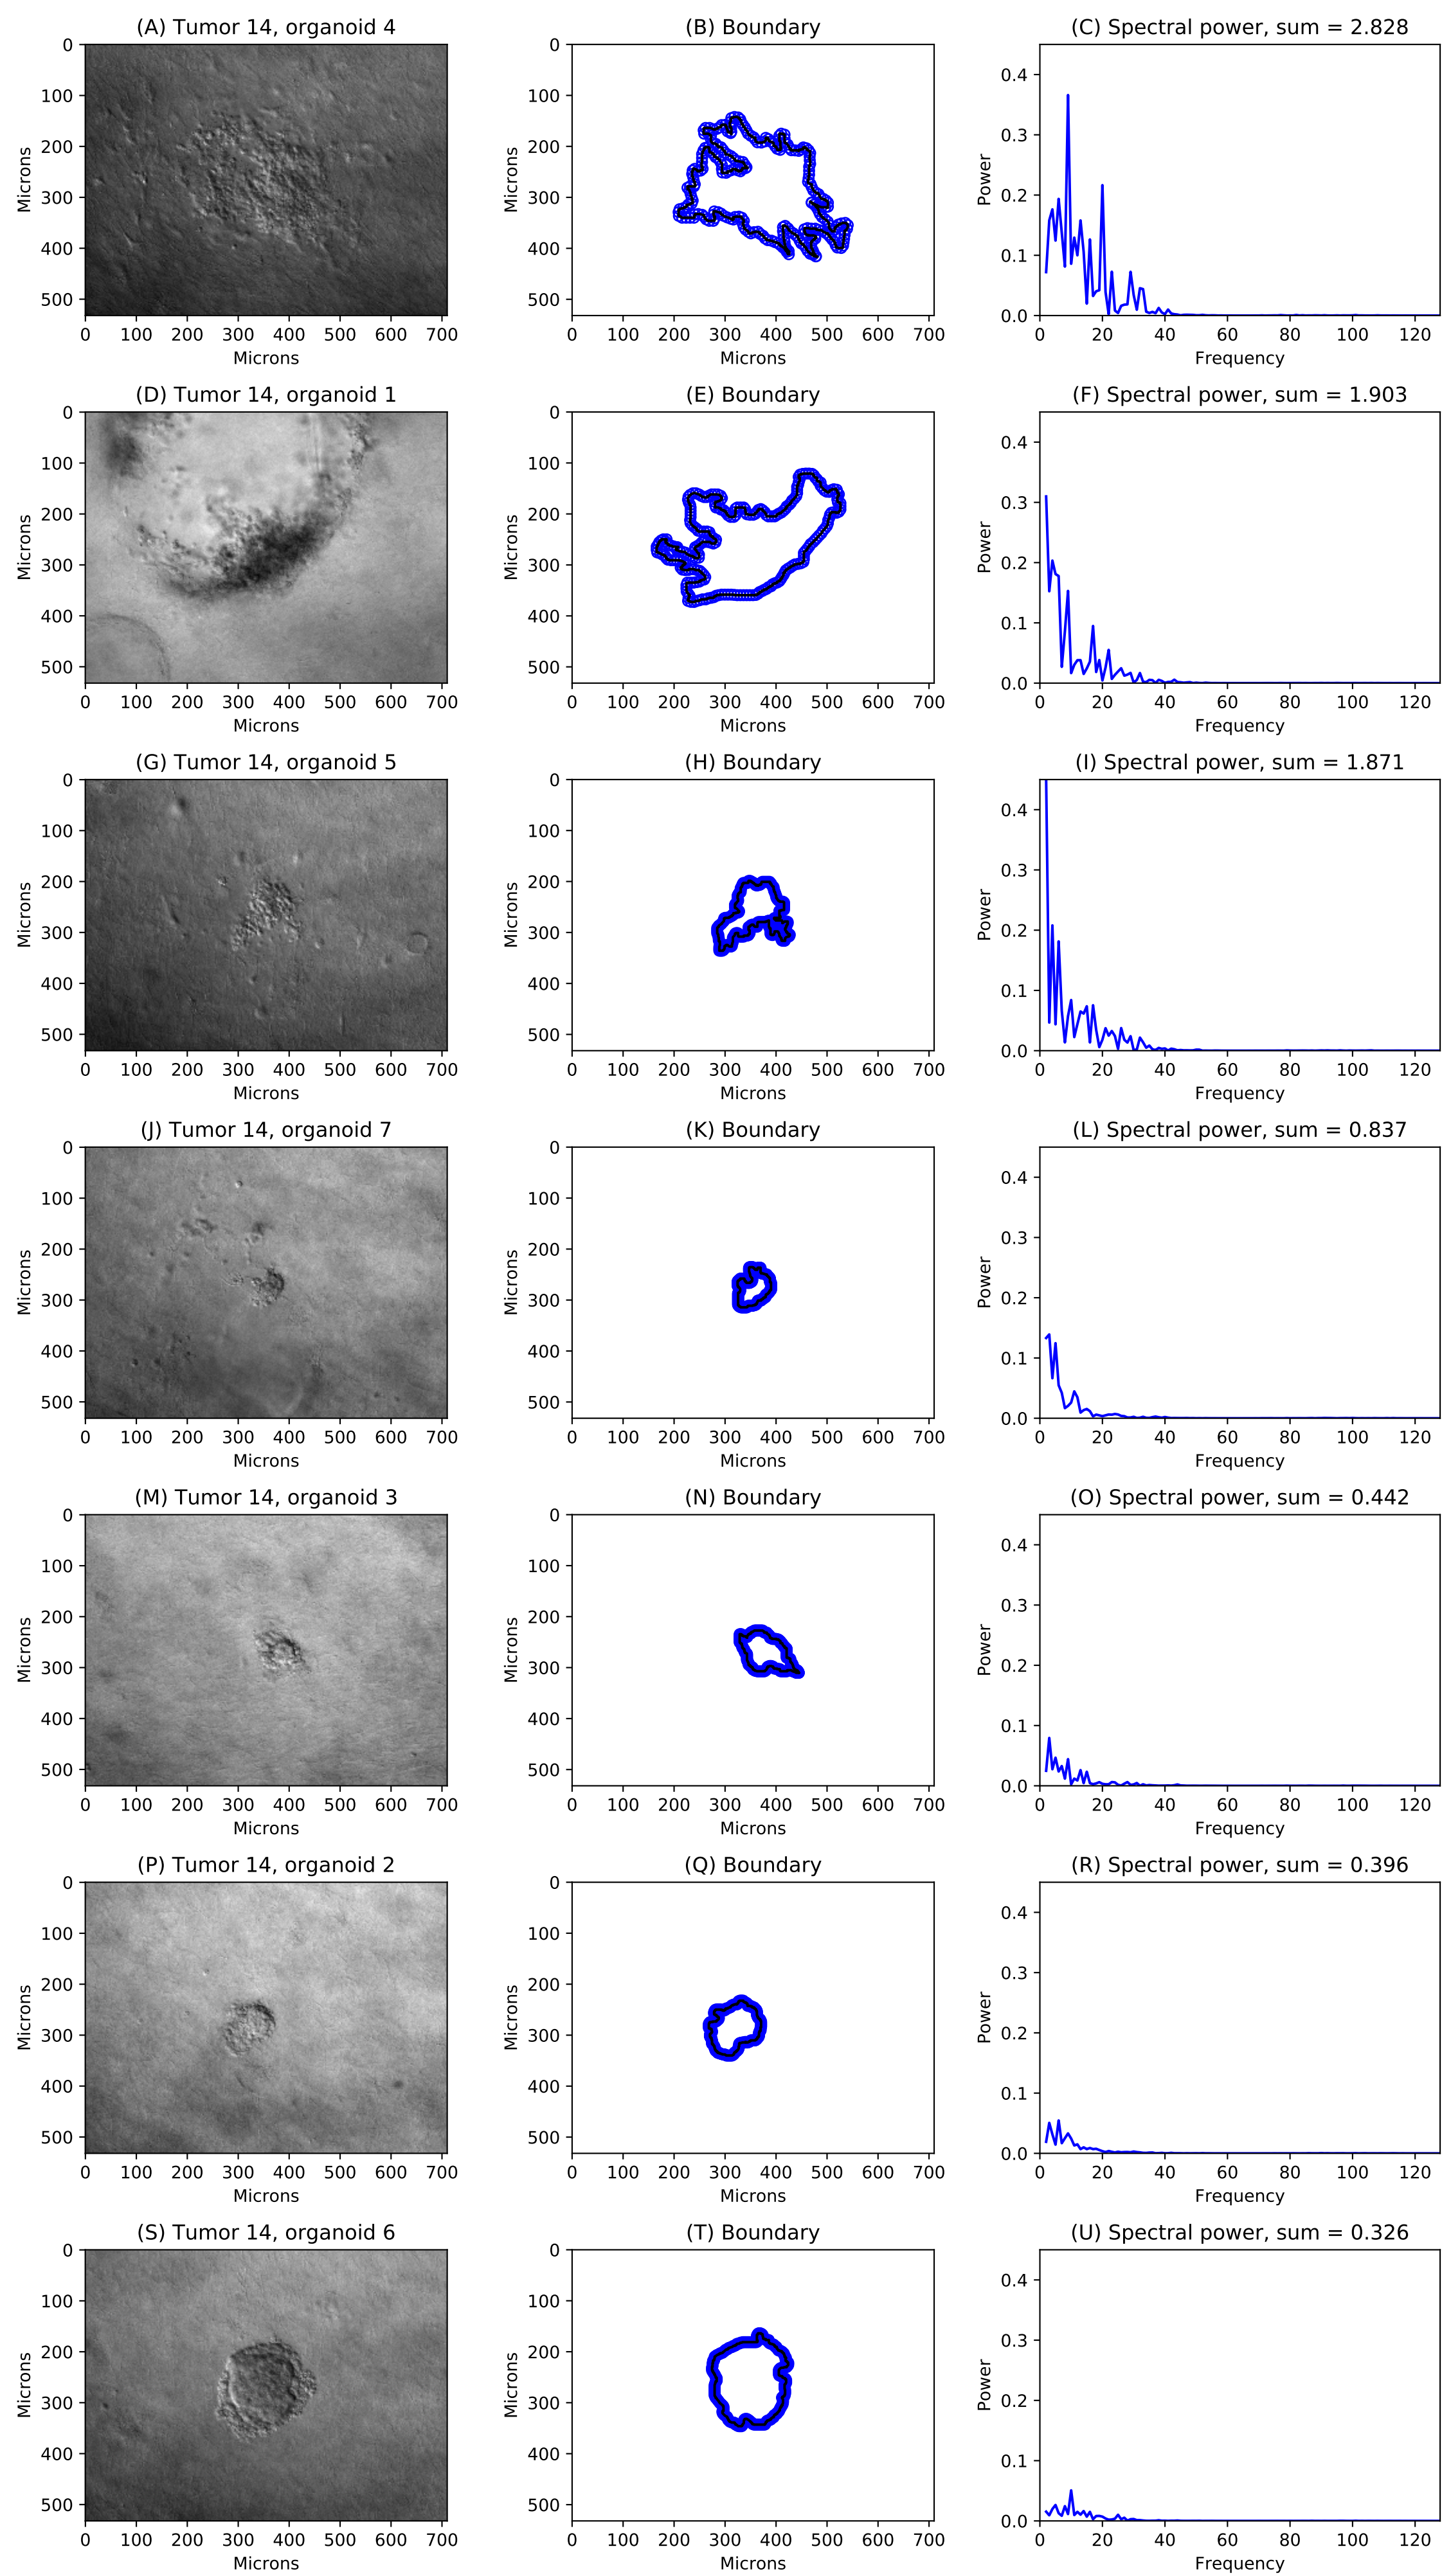 (A) Tumor 14, organoid 4
(B) Boundary
(C) Spectral power, sum = 2.828
0
100
200
300
400
500
Microns
0 100 200 300 400 500 600 700
Microns
0
100
200
300
400
500
Microns
0 100 200 300 400 500 600 700
Microns
0.4
0.3
0.2
0.1
0.0
Power
0 20 40 60 80 100 120
Frequency
(D) Tumor 14, organoid 1
(E) Boundary
(F) Spectral power, sum = 1.903
0
100
200
300
400
500
Microns
0 100 200 300 400 500 600 700
Microns
0
100
200
300
400
500
Microns
0 100 200 300 400 500 600 700
Microns
0.4
0.3
0.2
0.1
0.0
Power
0 20 40 60 80 100 120
Frequency
(G) Tumor 14, organoid 5
(H) Boundary
(I) Spectral power, sum = 1.871
0
100
200
300
400
500
Microns
0 100 200 300 400 500 600 700
Microns
0
100
200
300
400
500
Microns
0 100 200 300 400 500 600 700
Microns
0.4
0.3
0.2
0.1
0.0
Power
0 20 40 60 80 100 120
Frequency
(J) Tumor 14, organoid 7
(K) Boundary
(L) Spectral power, sum = 0.837
0
100
200
300
400
500
Microns
0 100 200 300 400 500 600 700
Microns
0
100
200
300
400
500
Microns
0 100 200 300 400 500 600 700
Microns
0.4
0.3
0.2
0.1
0.0
Power
0 20 40 60 80 100 120
Frequency
(M) Tumor 14, organoid 3
(N) Boundary
(O) Spectral power, sum = 0.442
0
100
200
300
400
500
Microns
0 100 200 300 400 500 600 700
Microns
0
100
200
300
400
500
Microns
0 100 200 300 400 500 600 700
Microns
0.4
0.3
0.2
0.1
0.0
Power
0 20 40 60 80 100 120
Frequency
(P) Tumor 14, organoid 2
(Q) Boundary
(R) Spectral power, sum = 0.396
0
100
200
300
400
500
Microns
0 100 200 300 400 500 600 700
Microns
0
100
200
300
400
500
Microns
0 100 200 300 400 500 600 700
Microns
0.4
0.3
0.2
0.1
0.0
Power
0 20 40 60 80 100 120
Frequency
(S) Tumor 14, organoid 6
(T) Boundary
(U) Spectral power, sum = 0.326
0
100
200
300
400
500
Microns
0 100 200 300 400 500 600 700
Microns
0
100
200
300
400
500
Microns
0 100 200 300 400 500 600 700
Microns
0.4
0.3
0.2
0.1
0.0
Power
0 20 40 60 80 100 120
Frequency